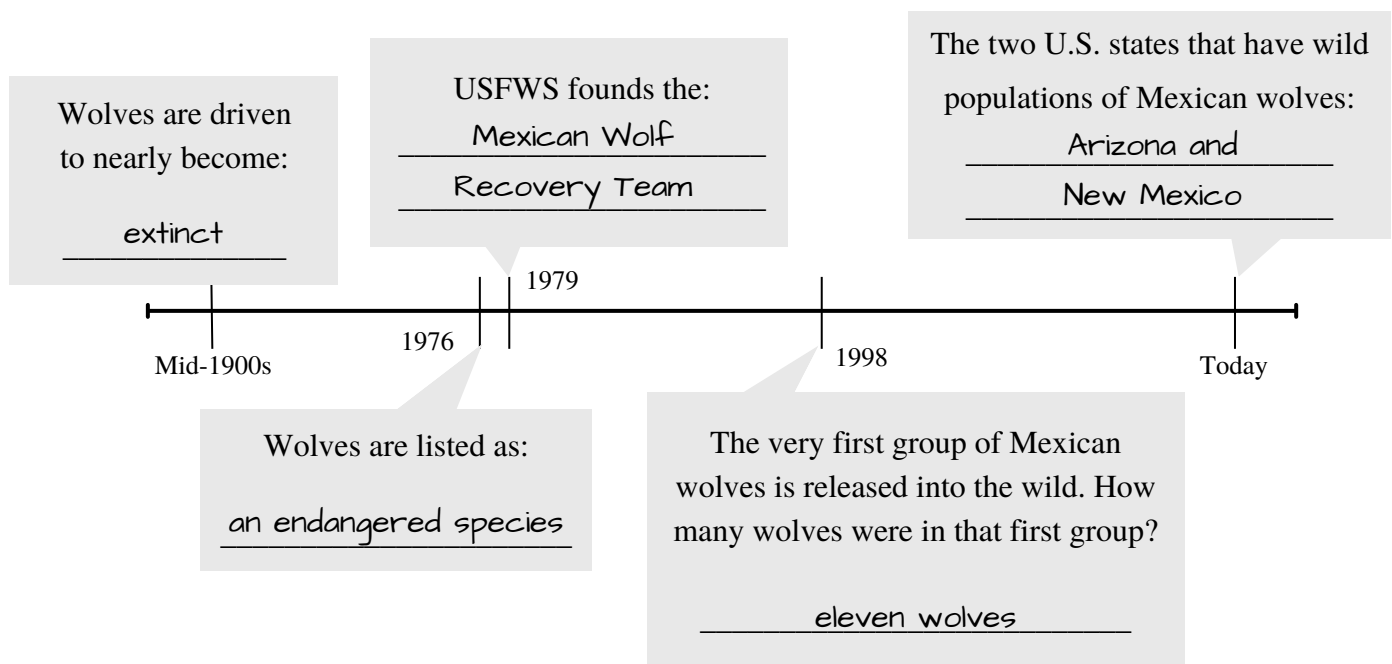 Wolves are driven
to nearly become:
extinct
Mid-1900s
USFWS founds the:
Mexican Wolf
Recovery Team
1979
1976
Wolves are listed as:
an endangered species
1998
The very first group of Mexican
wolves is released into the wild. How
many wolves were in that first group?
eleven wolves
The two U.S. states that have wild
populations of Mexican wolves:
Arizona and
New Mexico
Today